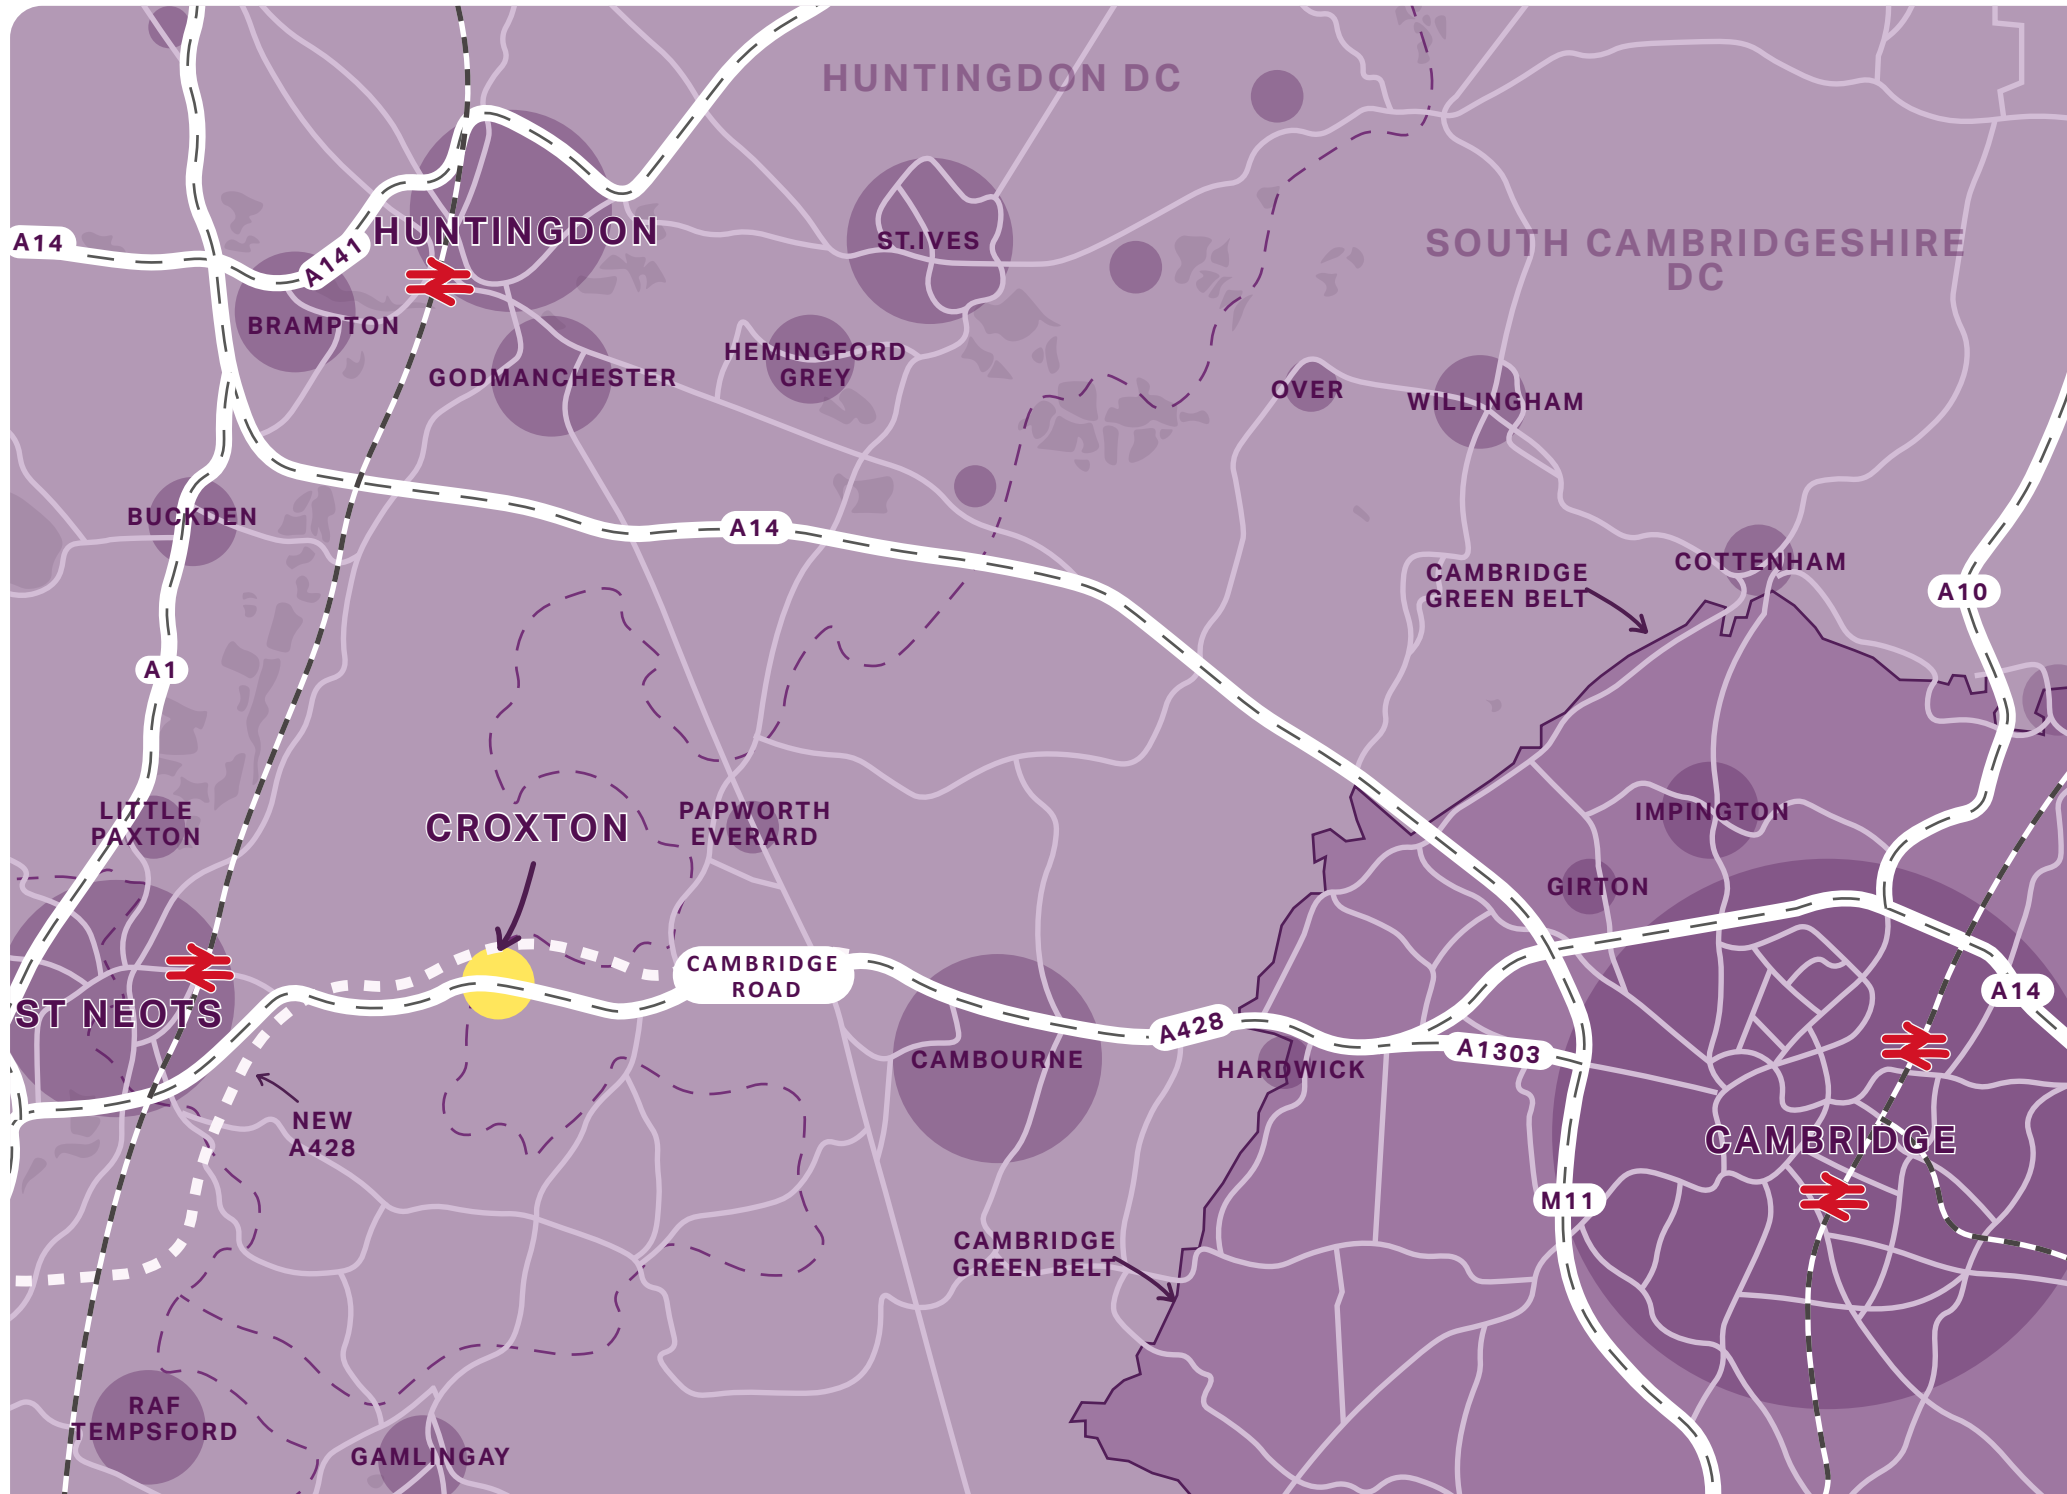 HUNTINGDON DC
A14
A141
HUNTINGDON
ST.IVES
SOUTH CAMBRIDGESHIRE
DC
BRAMPTON
GODMANCHESTER
HEMINGFORD
GREY
OVER
WILLINGHAM
BUCKDEN
A14
CAMBRIDGE
GREEN BELT
COTTENHAM
A10
A1
LITTLE
PAXTON
CROXTON
PAPWORTH
EVERARD
IMPINGTON
GIRTON
CAMBRIDGE
ROAD
A14
ST NEOTS
A428
A1303
CAMBOURNE
HARDWICK
NEW
A428
CAMBRIDGE
M11
CAMBRIDGE
GREEN BELT
RAF
TEMPSFORD
GAMLINGAY